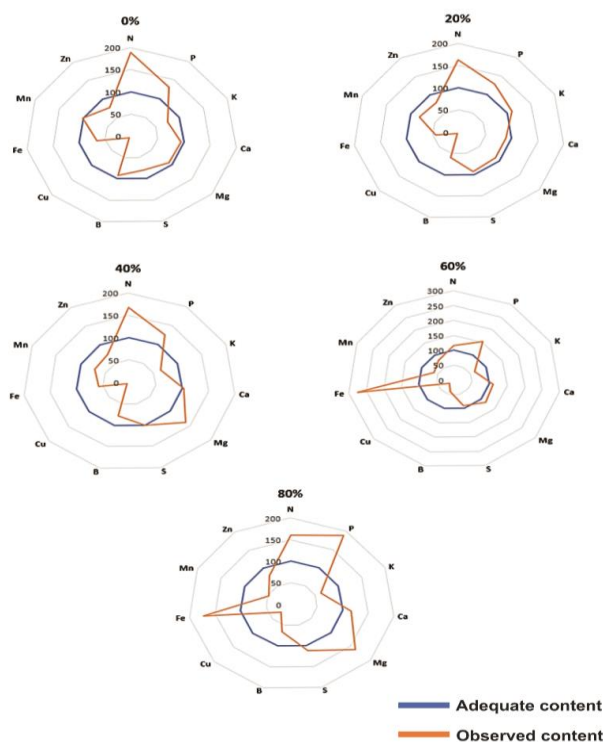 0%
N
P
K
Ca
Mg
S
B
Cu
Fe
Mn
Zn
200
150
100
50
0
20%
N
P
K
Ca
Mg
S
B
Cu
Fe
Mn
Zn
200
150
100
50
0
40%
N
P
K
Ca
Mg
S
B
Cu
Fe
Mn
Zn
200
150
100
50
0
60%
N
P
K
Ca
Mg
S
B
Cu
Fe
Mn
Zn
300
250
200
150
100
50
0
80%
N
P
K
Ca
Mg
S
B
Cu
Fe
Mn
Zn
200
150
100
50
0
Adequate content
Observed content